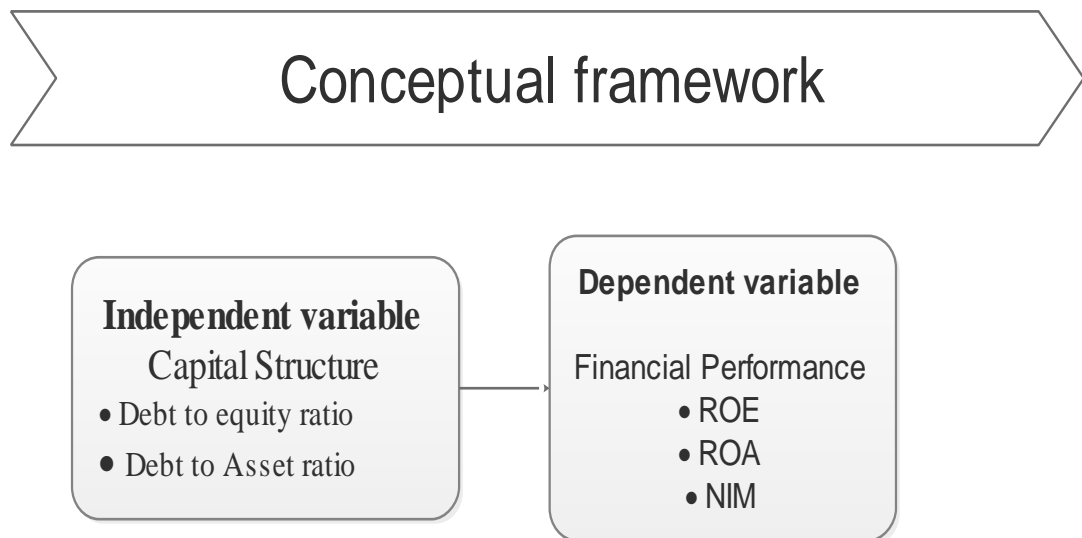 Conceptual framework
Independent variable
Capital Structure
• Debt to equity ratio
• Debt to Asset ratio
Dependent variable
Financial Performance
• ROE
• ROA
• NIM